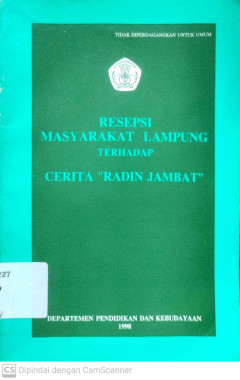 TIDAK DIPERDAGANGKAN UNTUK UMUM
RESEPSI
MASYARAKAT LAMPUNG
TERHADAP
CERITA "RADIN JAMBAT"
227
DEPARTEMEN PENDIDIKAN DAN KEBUDAYAAN
1998
CS Dipindai dengan CamScanner